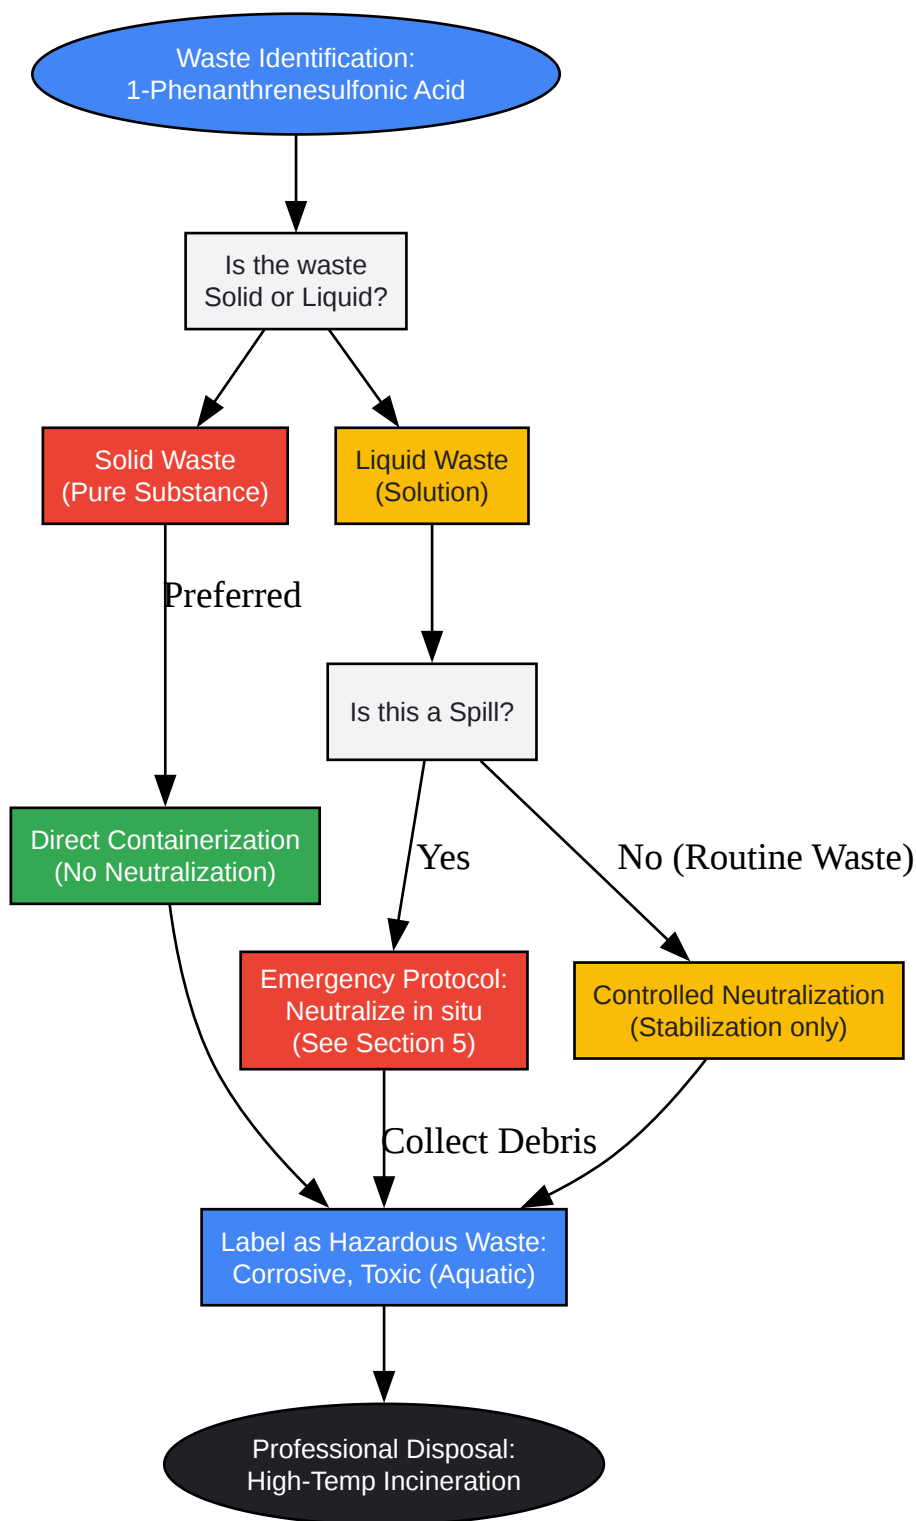 Waste Identification:
1-Phenanthrenesulfonic Acid
Is the waste
Solid or Liquid?
Solid Waste
(Pure Substance)
Liquid Waste
(Solution)
Preferred
Is this a Spill?
Direct Containerization
(No Neutralization)
Yes
No (Routine Waste)
Emergency Protocol:
Neutralize in situ
(See Section 5)
Controlled Neutralization
(Stabilization only)
Collect Debris
Label as Hazardous Waste:
Corrosive, Toxic (Aquatic)
Professional Disposal:
High-Temp Incineration